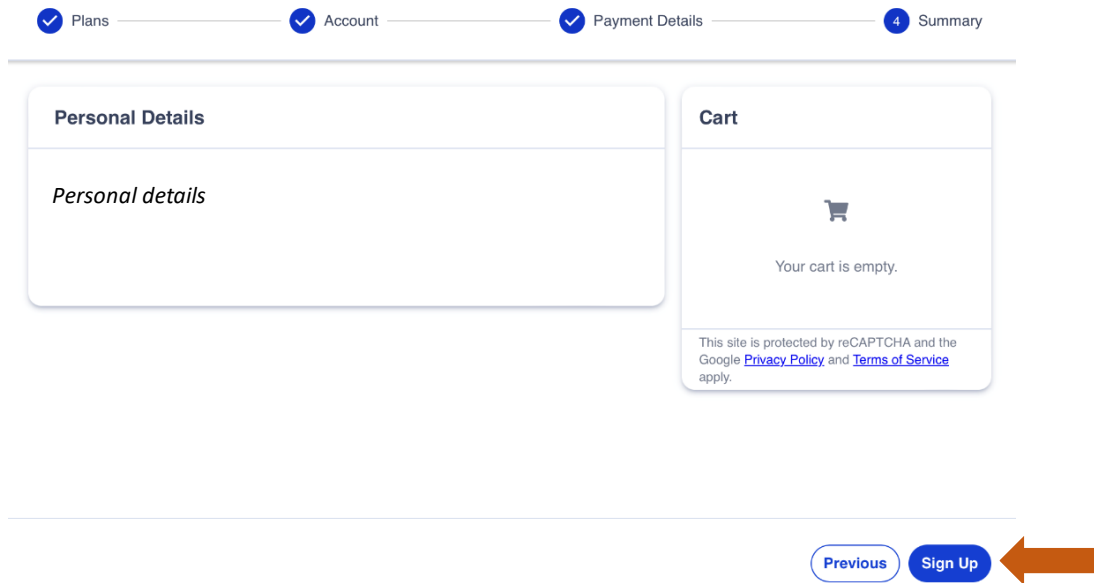 Plans Account Payment Details 4 Summary
Personal Details
Personal details
Cart
Your cart is empty.
This site is protected by reCAPTCHA and the
Google Privacy Policy and Terms of Service
apply.
Previous Sign Up